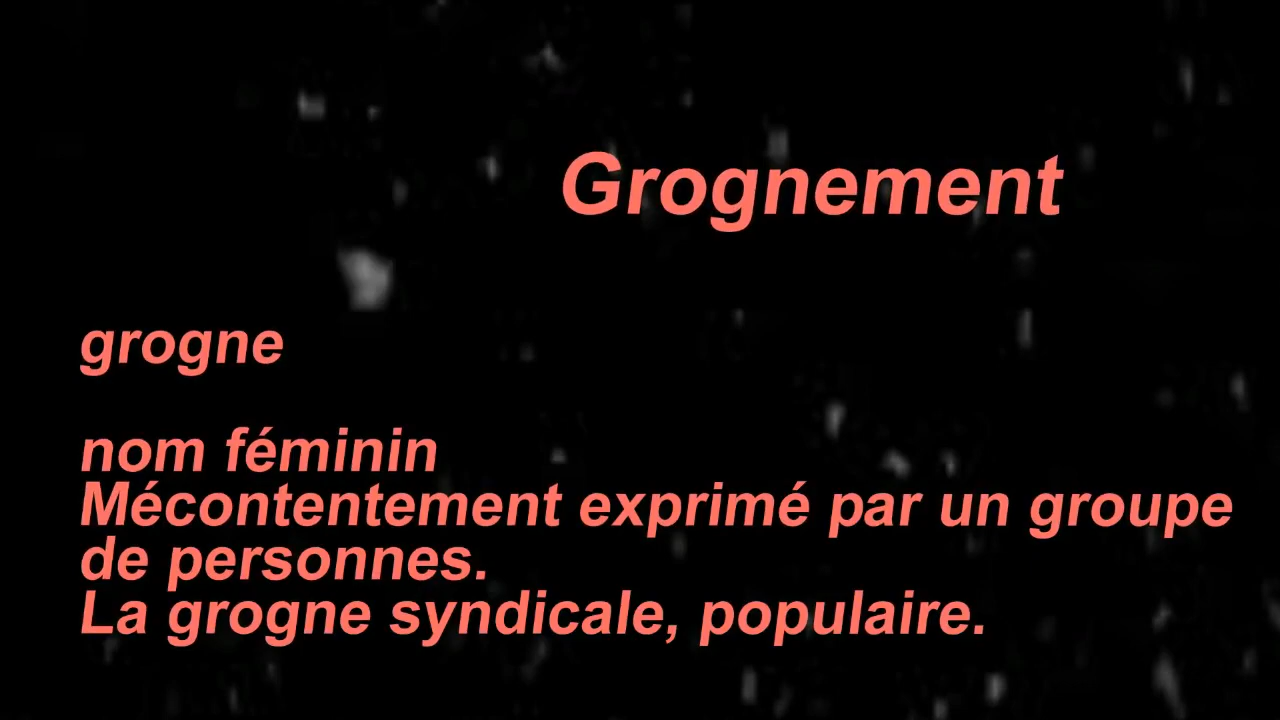 Grognement
grogne
nom féminin
Mécontentement exprimé par un groupe
de personnes.
La grogne syndicale, populaire.